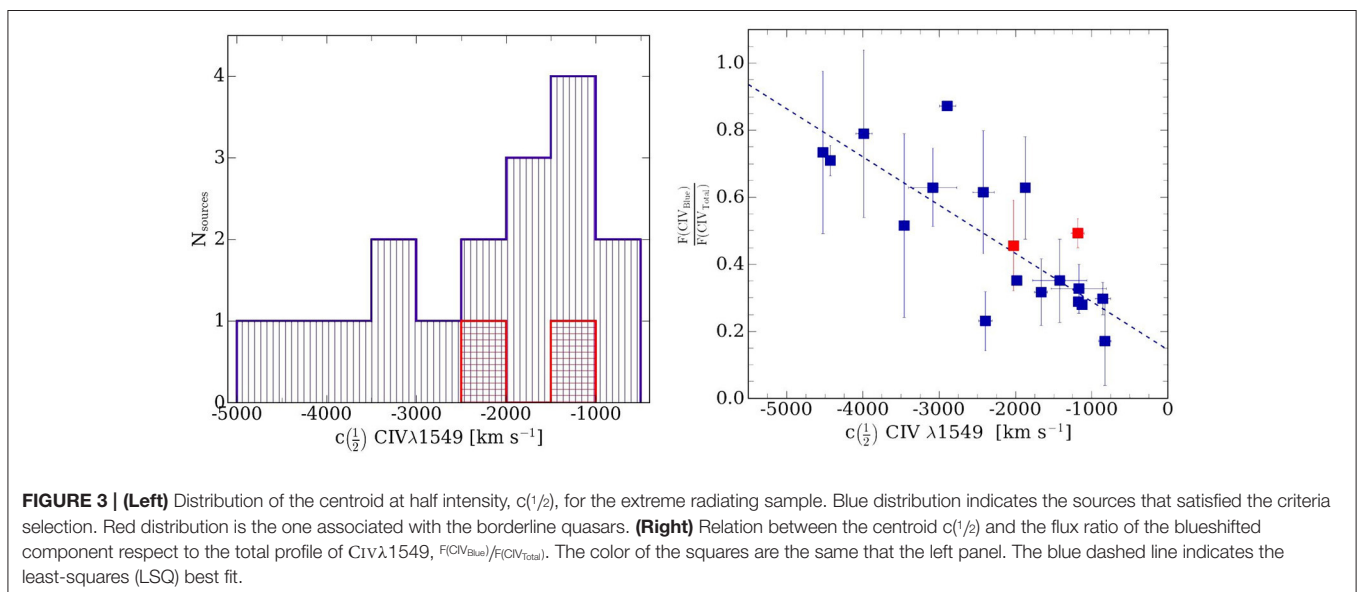 4
3
2
1
0
N_sources
-5000 -4000 -3000 -2000 -1000
c(1/2) CIVλ1549 [km s⁻¹]
1.0
0.8
0.6
0.4
0.2
0.0
F(CIV_Blue)
F(CIV_Total)
-5000 -4000 -3000 -2000 -1000 0
c(1/2) CIV λ1549 [km s⁻¹]
FIGURE 3 | (Left) Distribution of the centroid at half intensity, c(1/2), for the extreme radiating sample. Blue distribution indicates the sources that satisfied the criteria
selection. Red distribution is the one associated with the borderline quasars. (Right) Relation between the centroid c(1/2) and the flux ratio of the blueshifted
component respect to the total profile of CIVλ1549, F(CIV_Blue)/F(CIV_Total). The color of the squares are the same that the left panel. The blue dashed line indicates the
least-squares (LSQ) best fit.